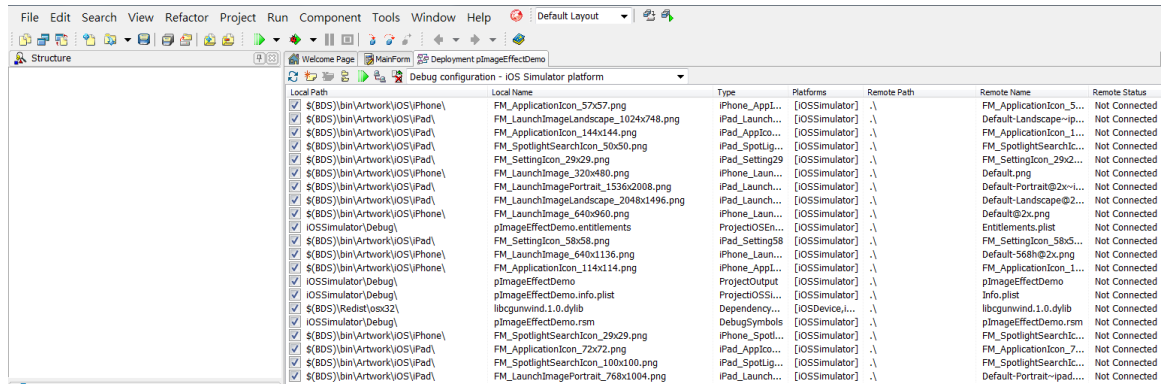 File Edit Search View Refactor Project Run Component Tools Window Help Default Layout
Structure Welcome Page MainForm Deployment pImageEffectDemo
Debug configuration - iOS Simulator platform
Local Path Local Name Type Platforms Remote Path Remote Name Remote Status
$(BDS)\bin\Artwork\iOS\iPhone\ FM_ApplicationIcon_57x57.png iPhone_AppI... [iOSSimulator] .\ FM_ApplicationIcon_5... Not Connected
$(BDS)\bin\Artwork\iOS\iPad\ FM_LaunchImageLandscape_1024x748.png iPad_Launch... [iOSSimulator] .\ Default-Landscape~ip... Not Connected
$(BDS)\bin\Artwork\iOS\iPad\ FM_ApplicationIcon_144x144.png iPad_AppIco... [iOSSimulator] .\ FM_ApplicationIcon_1... Not Connected
$(BDS)\bin\Artwork\iOS\iPad\ FM_SpotlightSearchIcon_50x50.png iPad_SpotLig... [iOSSimulator] .\ FM_SpotlightSearchIc... Not Connected
$(BDS)\bin\Artwork\iOS\iPad\ FM_SettingIcon_29x29.png iPad_Setting29 [iOSSimulator] .\ FM_SettingIcon_29x2... Not Connected
$(BDS)\bin\Artwork\iOS\iPhone\ FM_LaunchImage_320x480.png iPhone_Laun... [iOSSimulator] .\ Default.png Not Connected
$(BDS)\bin\Artwork\iOS\iPad\ FM_LaunchImagePortrait_1536x2008.png iPad_Launch... [iOSSimulator] .\ Default-Portrait@2x~i... Not Connected
$(BDS)\bin\Artwork\iOS\iPad\ FM_LaunchImageLandscape_2048x1496.png iPad_Launch... [iOSSimulator] .\ Default-Landscape@2... Not Connected
$(BDS)\bin\Artwork\iOS\iPhone\ FM_LaunchImage_640x960.png iPhone_Laun... [iOSSimulator] .\ Default@2x.png Not Connected
iOSSimulator\Debug\ pImageEffectDemo.entitlements ProjectiOSEn... [iOSSimulator] .\ Entitlements.plist Not Connected
$(BDS)\bin\Artwork\iOS\iPad\ FM_SettingIcon_58x58.png iPad_Setting58 [iOSSimulator] .\ FM_SettingIcon_58x5... Not Connected
$(BDS)\bin\Artwork\iOS\iPhone\ FM_LaunchImage_640x1136.png iPhone_Laun... [iOSSimulator] .\ Default-568h@2x.png Not Connected
$(BDS)\bin\Artwork\iOS\iPhone\ FM_ApplicationIcon_114x114.png iPhone_AppI... [iOSSimulator] .\ FM_ApplicationIcon_1... Not Connected
iOSSimulator\Debug\ pImageEffectDemo ProjectOutput [iOSSimulator] .\ pImageEffectDemo Not Connected
iOSSimulator\Debug\ pImageEffectDemo.info.plist ProjectiOSSi... [iOSSimulator] .\ Info.plist Not Connected
$(BDS)\Redist\osx32\ libcgunwind.1.0.dylib Dependency... [iOSDevice,i... .\ libcgunwind.1.0.dylib Not Connected
iOSSimulator\Debug\ pImageEffectDemo.rsm DebugSymbols [iOSSimulator] .\ pImageEffectDemo.rsm Not Connected
$(BDS)\bin\Artwork\iOS\iPhone\ FM_SpotlightSearchIcon_29x29.png iPhone_Spotl... [iOSSimulator] .\ FM_SpotlightSearchIc... Not Connected
$(BDS)\bin\Artwork\iOS\iPad\ FM_ApplicationIcon_72x72.png iPad_AppIco... [iOSSimulator] .\ FM_ApplicationIcon_7... Not Connected
$(BDS)\bin\Artwork\iOS\iPad\ FM_SpotlightSearchIcon_100x100.png iPad_SpotLig... [iOSSimulator] .\ FM_SpotlightSearchIc... Not Connected
$(BDS)\bin\Artwork\iOS\iPad\ FM_LaunchImagePortrait_768x1004.png iPad_Launch... [iOSSimulator] .\ Default-Portrait~ipad.... Not Connected